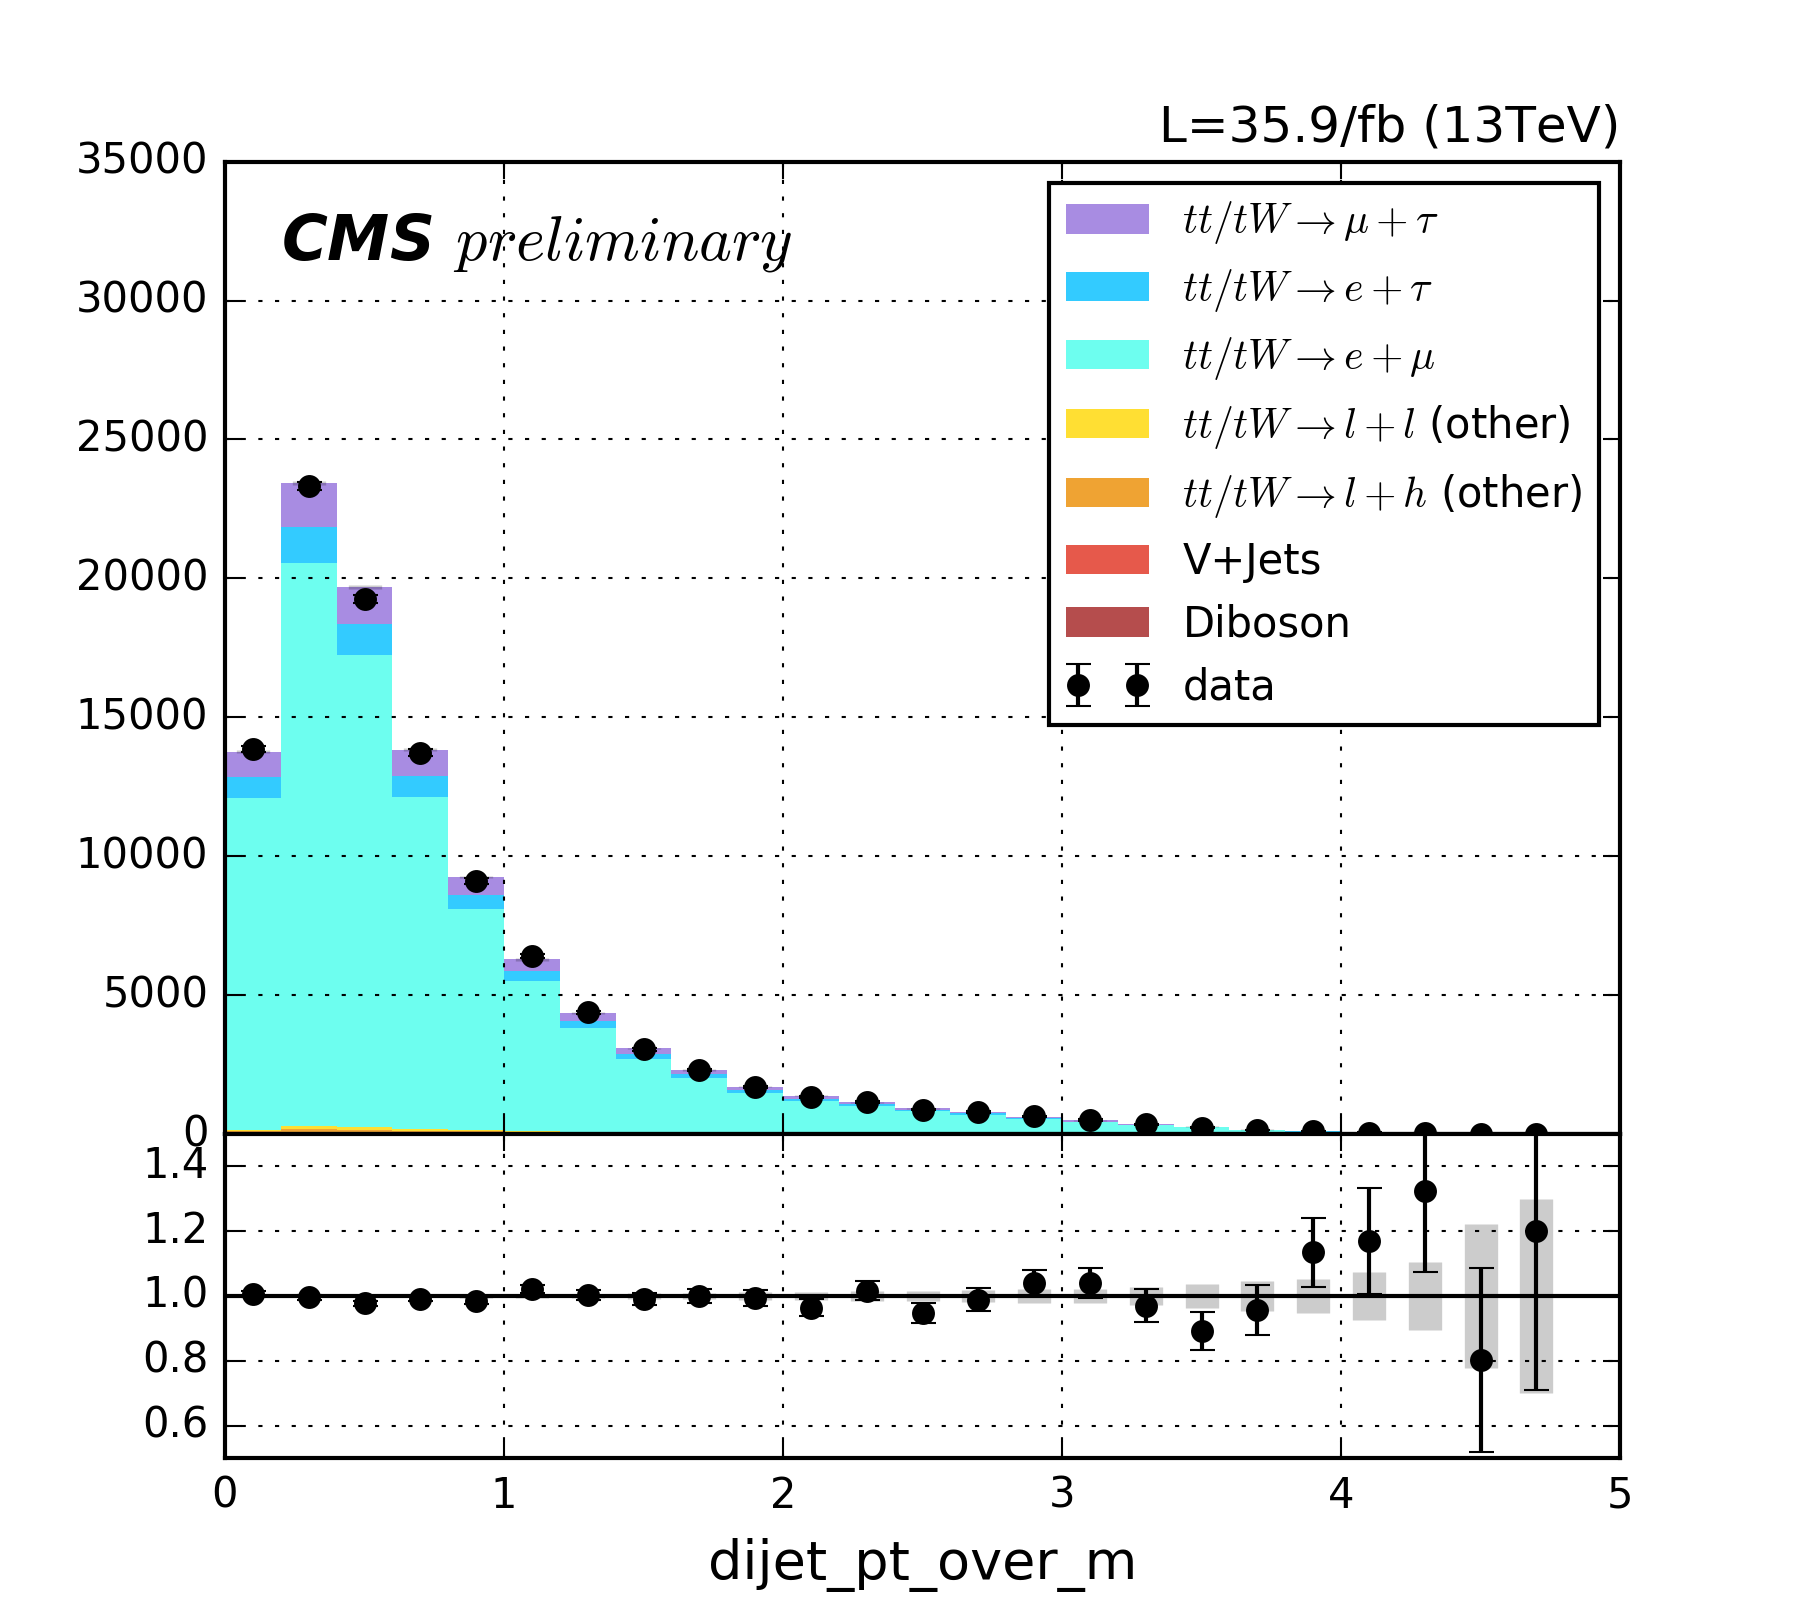 L=35.9/fb (13TeV)
CMS preliminary
35000
30000
25000
20000
15000
10000
5000
0
tt/tW→μ+τ
tt/tW→e+τ
tt/tW→e+μ
tt/tW→l+l (other)
tt/tW→l+h (other)
V+Jets
Diboson
data
1.4
1.2
1.0
0.8
0.6
0 1 2 3 4 5
dijet_pt_over_m